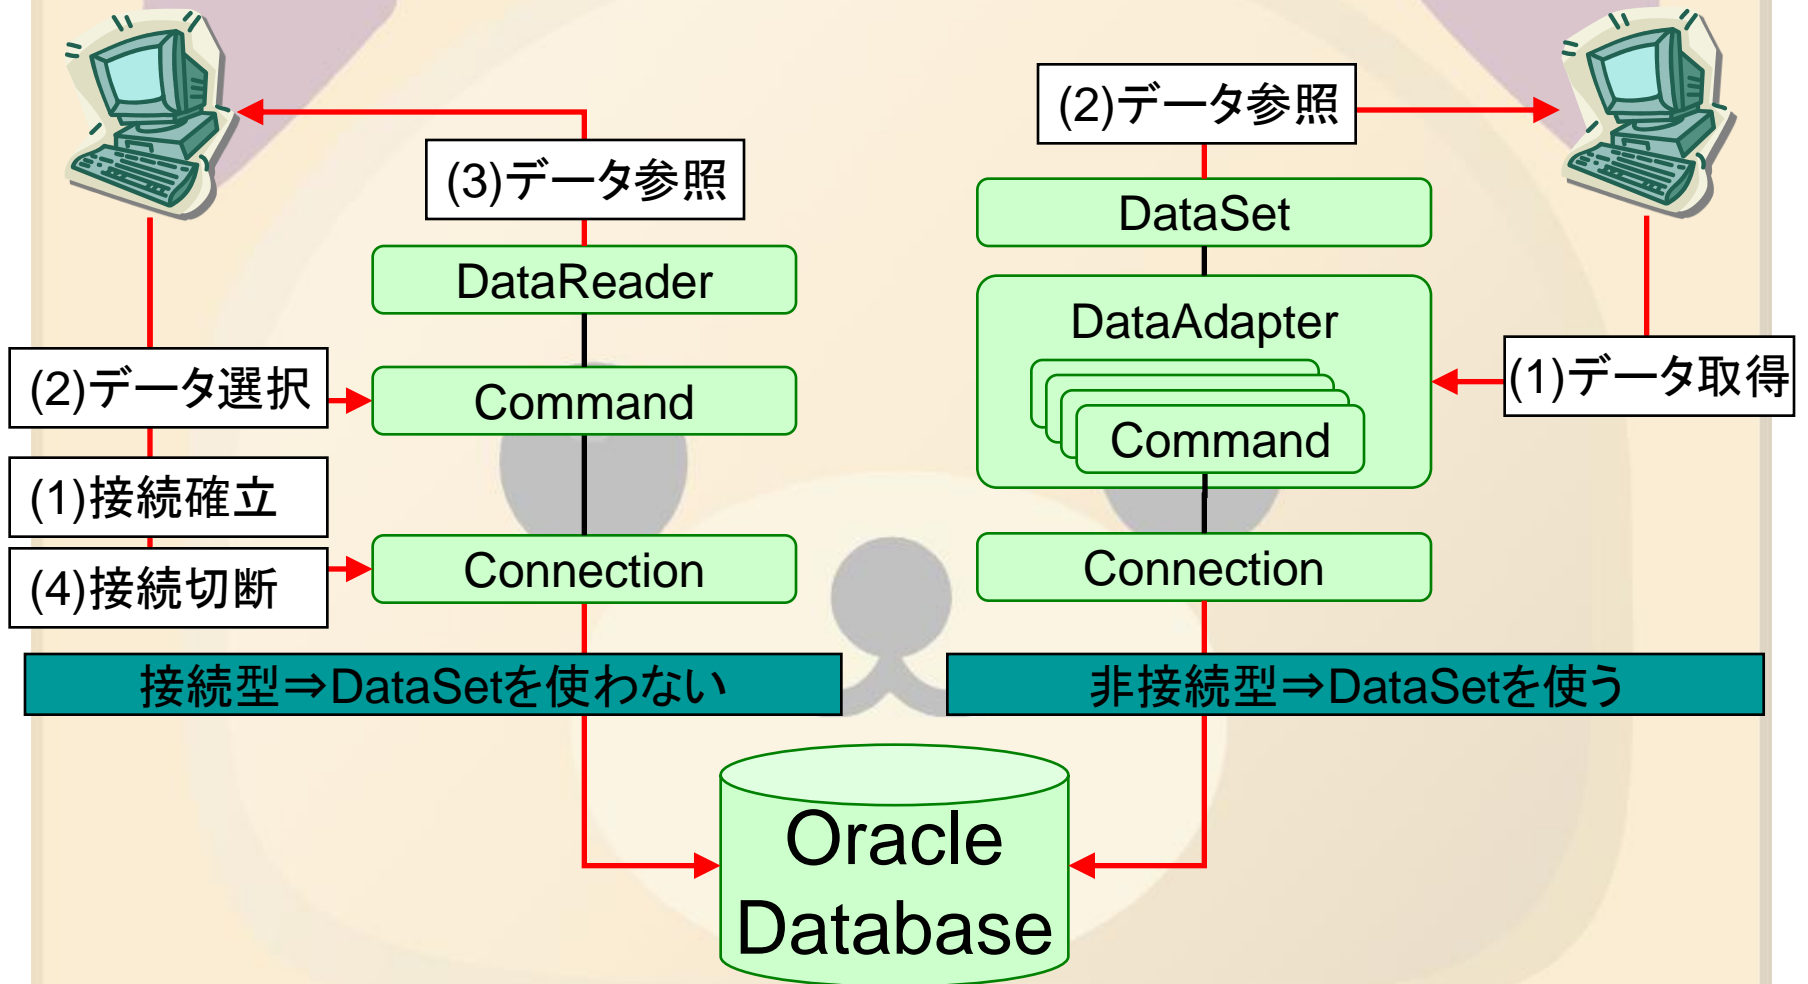 (3)データ参照
DataReader
(2)データ選択
Command
(1)接続確立
(4)接続切断
Connection
接続型⇒DataSetを使わない
(2)データ参照
DataSet
DataAdapter
Command
(1)データ取得
Connection
非接続型⇒DataSetを使う
Oracle
Database